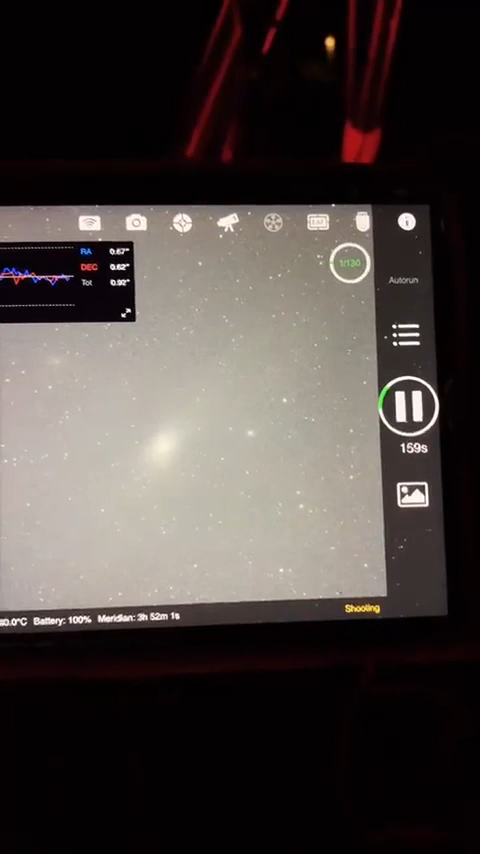 RA 0.67"
DEC 0.62"
Tot 0.92"
1/130
Autorun
159s
Shooting
Battery: 100% Meridian: 3h 52m 1s